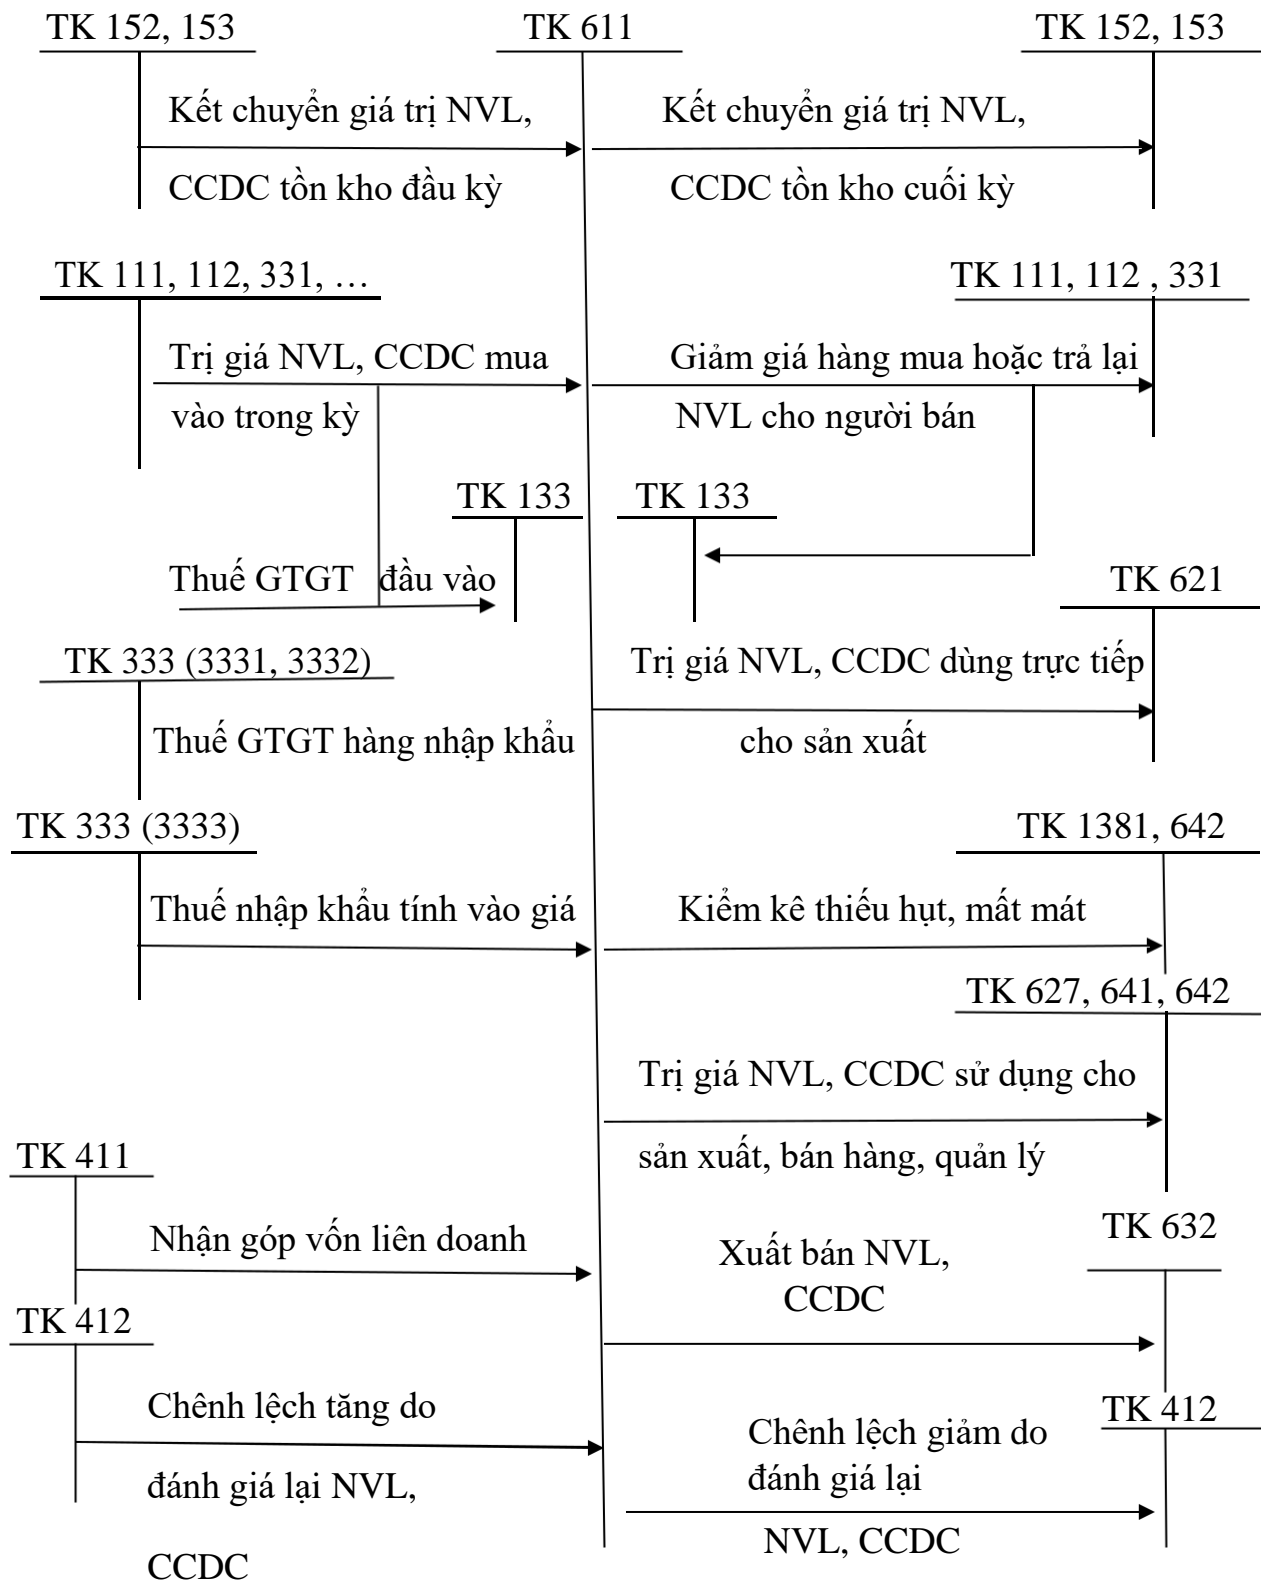 TK 152, 153
TK 611
TK 152, 153
Kết chuyển giá trị NVL,
CCDC tồn kho đầu kỳ
Kết chuyển giá trị NVL,
CCDC tồn kho cuối kỳ
TK 111, 112, 331, …
TK 111, 112 , 331
Trị giá NVL, CCDC mua
vào trong kỳ
Giảm giá hàng mua hoặc trả lại
NVL cho người bán
TK 133
TK 133
Thuế GTGT đầu vào
TK 621
TK 333 (3331, 3332)
Trị giá NVL, CCDC dùng trực tiếp
cho sản xuất
Thuế GTGT hàng nhập khẩu
TK 333 (3333)
TK 1381, 642
Thuế nhập khẩu tính vào giá
Kiểm kê thiếu hụt, mất mát
TK 627, 641, 642
Trị giá NVL, CCDC sử dụng cho
sản xuất, bán hàng, quản lý
TK 411
Nhận góp vốn liên doanh
TK 632
Xuất bán NVL,
CCDC
TK 412
Chênh lệch tăng do
đánh giá lại NVL,
CCDC
TK 412
Chênh lệch giảm do
đánh giá lại
NVL, CCDC